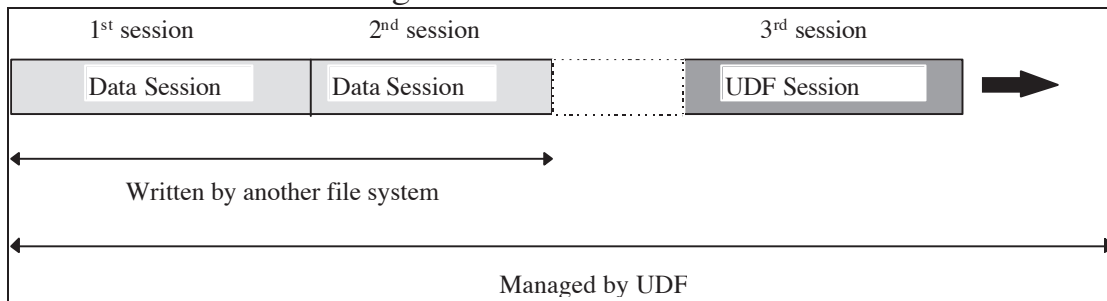 1st session 2nd session 3rd session
Data Session Data Session UDF Session
Written by another file system
Managed by UDF